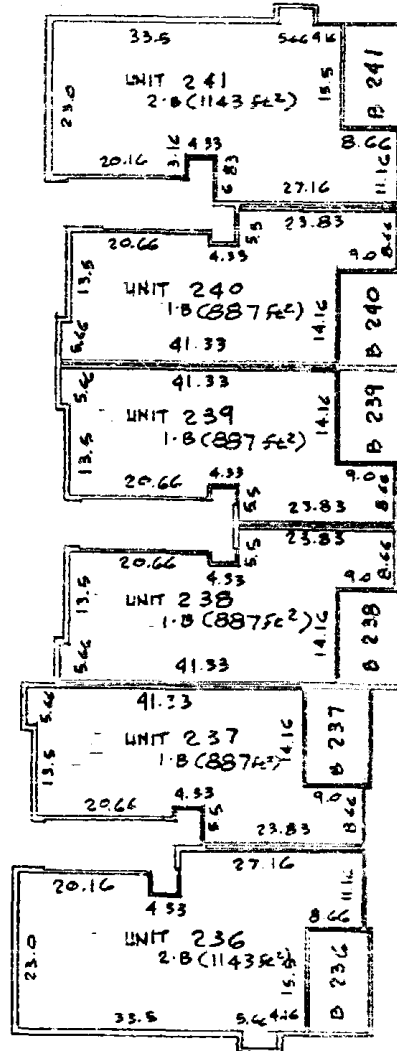 33.5 5.66 4.16
UNIT 241
2-B (1143 ft²)
23.0
15.5
B 241
20.16 3.16 4.33 6.83
8.66
27.16 11.16
23.83
20.66 4.33 5.5 8.66
13.5
9.0
UNIT 240
1-B (887 ft²)
14.16
B 240
5.66
41.33
41.33
5.66
UNIT 239
1-B (887 ft²)
14.16
B 239
13.5
9.0
20.66 4.33 5.5 23.83 8.66
23.83
20.66 4.33 5.5 8.66
13.5
9.0
UNIT 238
1-B (887 ft²)
14.16
B 238
5.66
41.33
41.33
5.66
UNIT 237
1-B (887 ft²)
14.16
B 237
13.5
9.0
20.66 4.33 5.5 23.83 8.66
27.16
20.16 4.33 11.16
8.66
UNIT 236
2-B (1143 ft²)
23.0
15.5
B 236
33.5 5.66 4.16